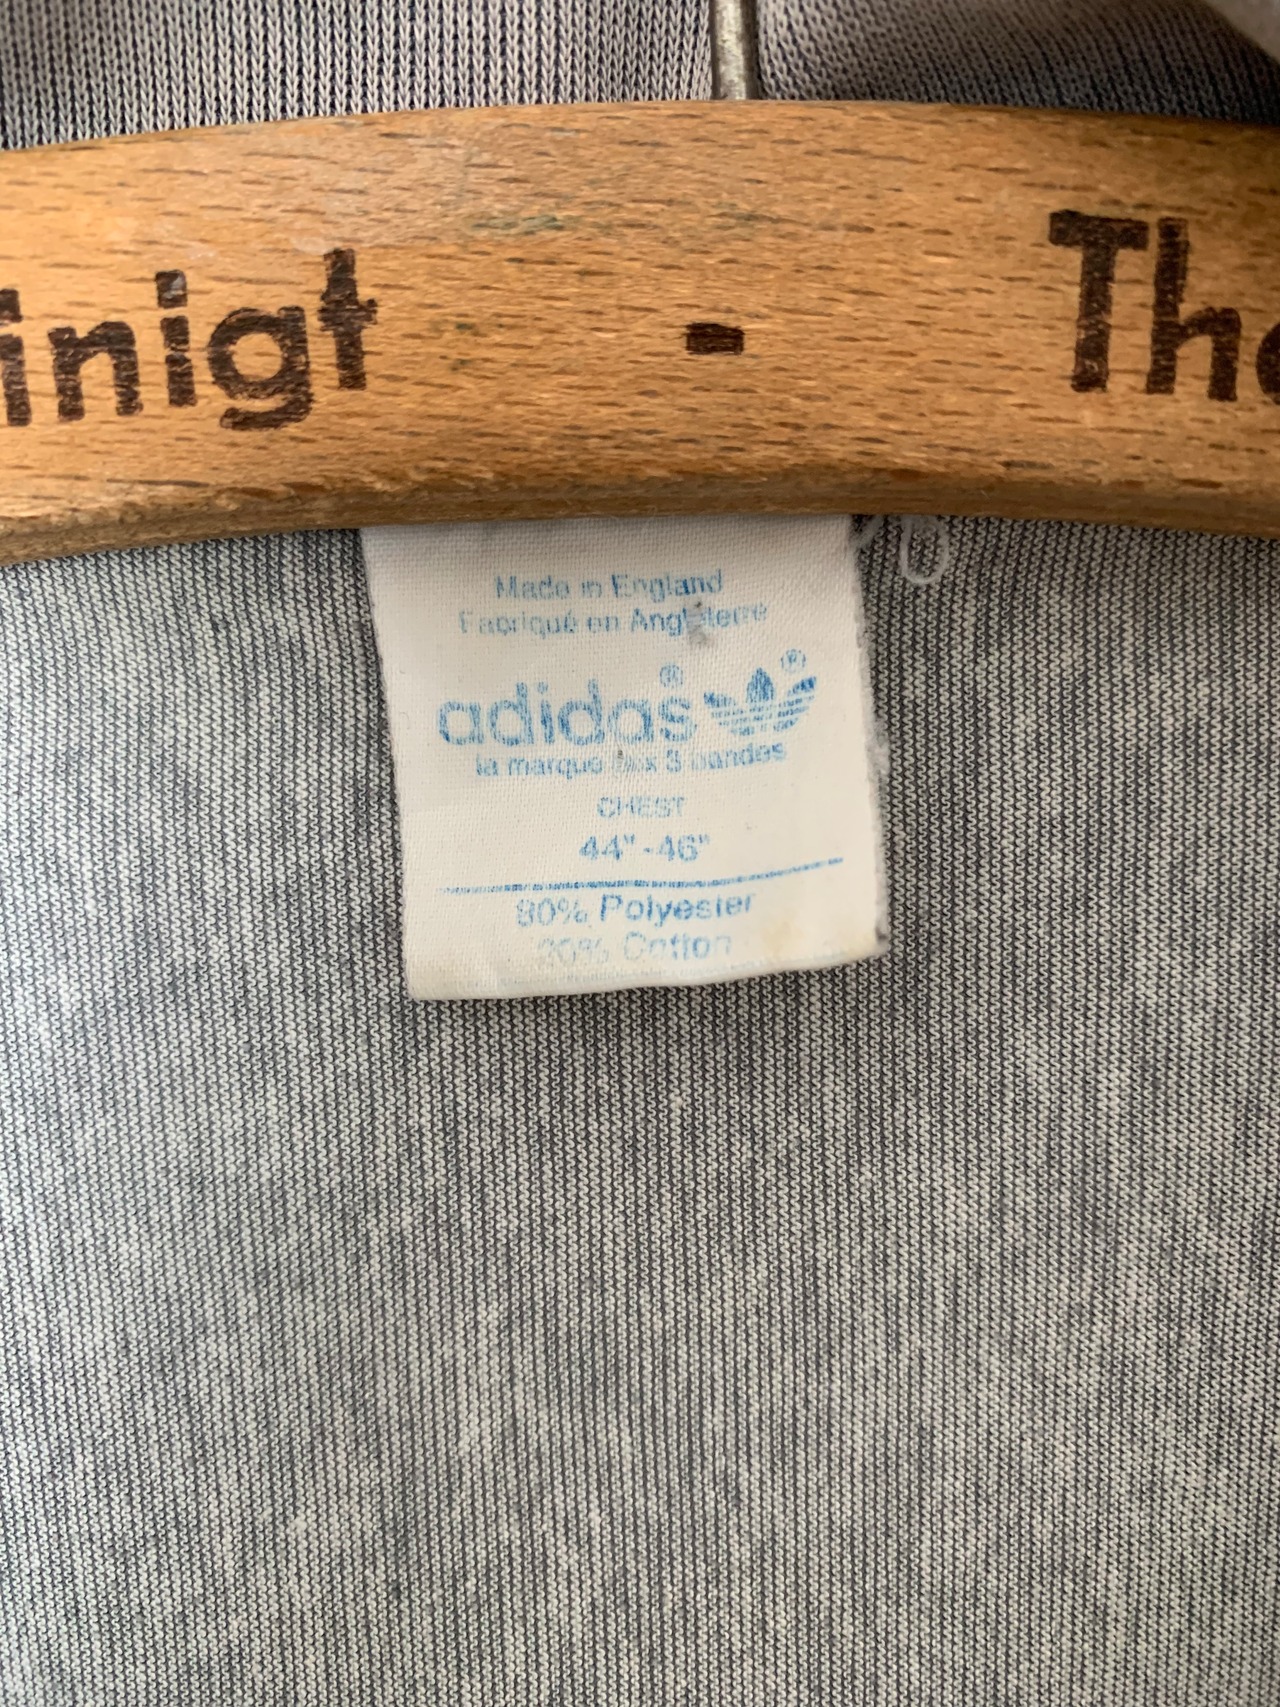 inigt - The
Made in England
Fabriqué en Angleterre
adidas® ®
la marque aux 3 bandes
CHEST
44"-46"
80% Polyester
20% Cotton